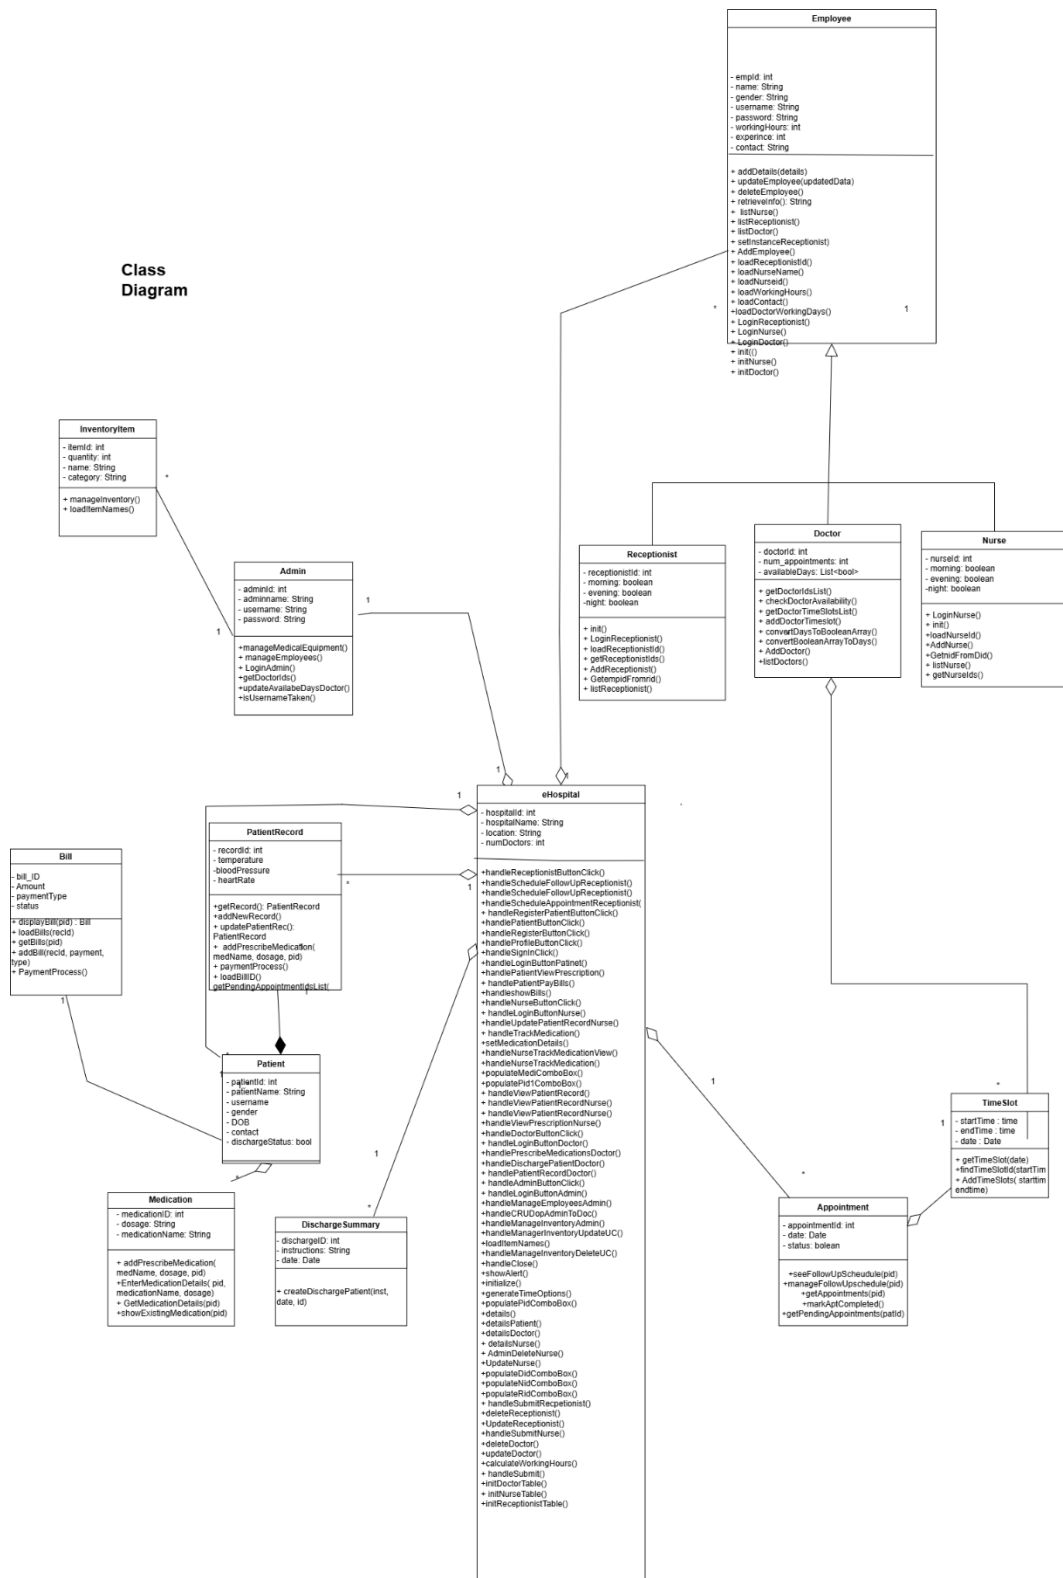 Class
Diagram
Employee
- empId: int
- name: String
- gender: String
- username: String
- password: String
- workingHours: int
- experince: int
- contact: String
+ addDetails(details)
+ updateEmployee(updatedData)
+ deleteEmployee()
+ retrieveInfo(): String
+ listNurse()
+ listReceptionist()
+ listDoctor()
+ setInstanceReceptionist)
+ AddEmployee()
+ loadReceptionistId()
+ loadNurseName()
+ loadNurseid()
+ loadWorkingHours()
+ loadContact()
+loadDoctorWorkingDays()
+ LoginReceptionist()
+ LoginNurse()
+ LoginDoctor()
+ init(()
+ initNurse()
+ initDoctor()
*
1
InventoryItem
- itemId: int
- quantity: int
- name: String
- category: String
+ manageInventory()
+ loadItemNames()
*
1
Admin
- adminId: int
- adminname: String
- username: String
- password: String
+manageMedicalEquipment()
+ manageEmployees()
+ LoginAdmin()
+getDoctorIds()
+updateAvailabeDaysDoctor()
+isUsernameTaken()
1
1
Receptionist
- receptionistId: int
- morning: boolean
- evening: boolean
-night: boolean
+ init()
+ LoginReceptionist()
+ loadReceptionistId()
+ getReceptionistIds()
+ AddReceptionist()
+ GetempidFromrid()
+ listReceptionist()
Doctor
- doctorId: int
- num_appointments: int
- availableDays: List<bool>
+ getDoctorIdsList()
+ checkDoctorAvailability()
+ getDoctorTimeSlotsList()
+ addDoctorTimeslot()
+ convertDaysToBooleanArray()
+ convertBooleanArrayToDays()
+ AddDoctor()
+listDoctors()
Nurse
- nurseId: int
- morning: boolean
- evening: boolean
-night: boolean
+ LoginNurse()
+ init()
+loadNurseId()
+AddNurse()
+GetnidFromDid()
+ listNurse()
+ getNurseIds()
1
1
eHospital
- hospitalId: int
- hospitalName: String
- location: String
- numDoctors: int
+handleReceptionistButtonClick()
+handleScheduleFollowUpReceptionist()
+handleScheduleFollowUpReceptionist()
+handleScheduleAppointmentReceptionist(
+ handleRegisterPatientButtonClick()
+handlePatientButtonClick()
+handleRegisterButtonClick()
+handleProfileButtonClick()
+handleSignInClick()
+handleLoginButtonPatinet()
+handlePatientViewPrescription()
+ handlePatientPayBills()
+handleshowBills()
+handleNurseButtonClick()
+handleLoginButtonNurse()
+handleUpdatePatientRecordNurse()
+ handleTrackMedication()
+setMedicationDetails()
+handleNurseTrackMedicationView()
+handleNurseTrackMedication()
+populateMediComboBox()
+populatePid1ComboBox()
+ handleViewPatientRecord()
+handleViewPatientRecordNurse()
+handleViewPatientRecordNurse()
+handleViewPrescriptionNurse()
+handleDoctorButtonClick()
+ handleLoginButtonDoctor()
+handlePrescribeMedicationsDoctor()
+handleDischargePatientDoctor()
+ handlePatientRecordDoctor()
+handleAdminButtonClick()
+ handleLoginButtonAdmin()
+handleManageEmployeesAdmin()
+handleCRUDopAdminToDoc()
+handleManageInventoryAdmin()
+handleManagerInventoryUpdateUC()
+loadItemNames()
+handleManageInventoryDeleteUC()
+ handleClose()
+showAlert()
+initialize()
+generateTimeOptions()
+populatePidComboBox()
+details()
+detailsPatient()
+detailsDoctor()
+ detailsNurse()
+ AdminDeleteNurse()
+UpdateNurse()
+populateDidComboBox()
+populateNidComboBox()
+populateRidComboBox()
+ handleSubmitRecpetionist()
+deleteReceptionist()
+UpdateReceptionist()
+handleSubmitNurse()
+deleteDoctor()
+updateDoctor()
+calculateWorkingHours()
+ handleSubmit()
+initDoctorTable()
+ initNurseTable()
+initReceptionistTable()
1
PatientRecord
- recordId: int
- temperature
-bloodPressure
- heartRate
+getRecord(): PatientRecord
+addNewRecord()
+ updatePatientRec():
PatientRecord
+ addPrescribeMedication(
medName, dosage, pid)
+ paymentProcess()
+ loadBillID()
getPendingAppointmentIdsList(
*
1
Bill
- bill_ID
- Amount
- paymentType
- status
+ displayBill(pid) : Bill
+ loadBills(recId)
+ getBills(pid)
+ addBill(recId, payment,
type)
+ PaymentProcess()
1
Patient
- patientId: int
- patientName: String
- username
- gender
- DOB
- contact
- dischargeStatus: bool
1
*
Medication
- medicationID: int
- dosage: String
- medicationName: String
+ addPrescribeMedication(
medName, dosage, pid)
+EnterMedicationDetails( pid,
medicationName, dosage)
+ GetMedicationDetails(pid)
+showExistingMedication(pid)
1
*
DischargeSummary
- dischargeID: int
- instructions: String
- date: Date
+ createDischargePatient(inst,
date, id)
1
*
Appointment
- appointmentId: int
- date: Date
- status: bolean
+seeFollowUpScheudule(pid)
+manageFollowUpschedule(pid)
+getAppointments(pid)
+markAptCompleted()
+getPendingAppointments(patId)
*
1
TimeSlot
- startTime : time
- endTime : time
- date : Date
+ getTimeSlot(date)
+findTimeSlotId(startTim
+ AddTimeSlots( starttim
endtime)